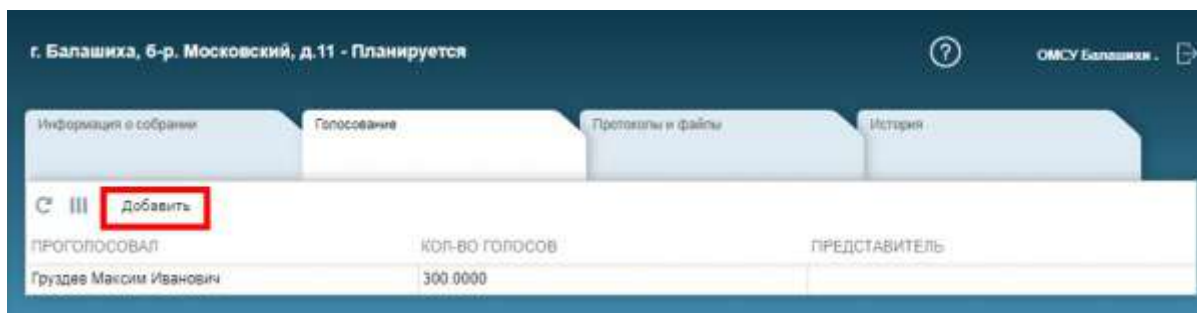 г. Балашиха, б-р. Московский, д.11 - Планируется
ОМСУ Балашихи .
Информация о собрании
Голосование
Протоколы и файлы
История
Добавить
ПРОГОЛОСОВАЛ КОЛ-ВО ГОЛОСОВ ПРЕДСТАВИТЕЛЬ
Груздев Максим Иванович 300.0000